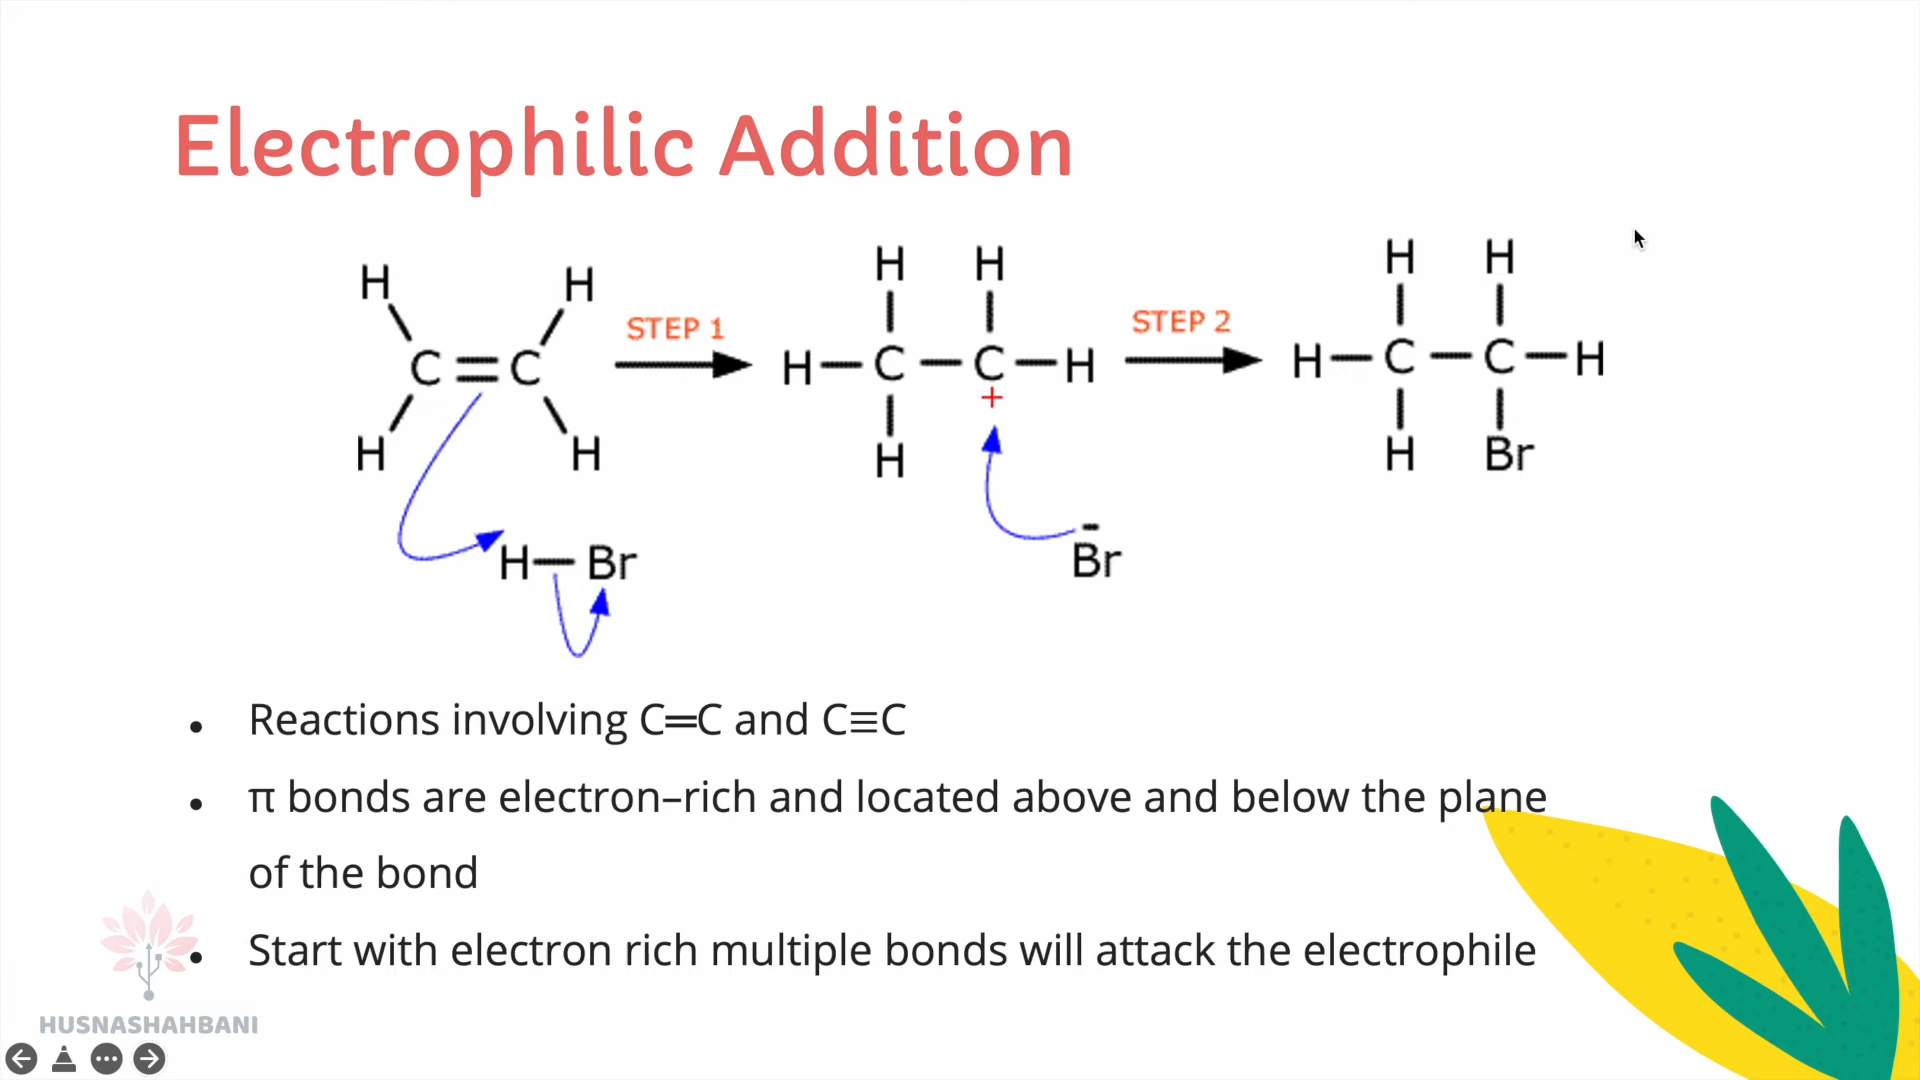 Electrophilic Addition
H H
C=C
H H
H—Br
STEP 1
H H
H—C—C—H
+
H
-
Br
STEP 2
H H
H—C—C—H
H Br
• Reactions involving C=C and C≡C
• π bonds are electron–rich and located above and below the plane
of the bond
• Start with electron rich multiple bonds will attack the electrophile
HUSNASHAHBANI